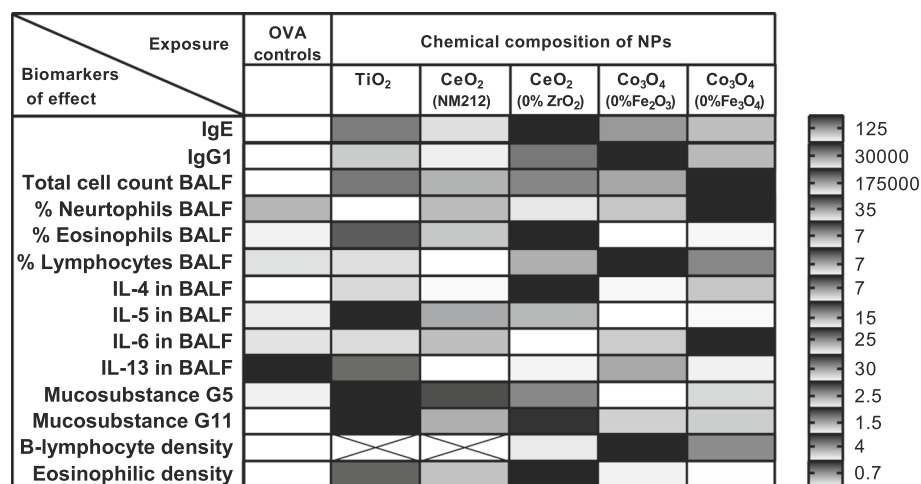 Exposure
Biomarkers
of effect
OVA
controls
Chemical composition of NPs
TiO₂
CeO₂
(NM212)
CeO₂
(0% ZrO₂)
Co₃O₄
(0%Fe₂O₃)
Co₃O₄
(0%Fe₃O₄)
IgE
IgG1
Total cell count BALF
% Neurtophils BALF
% Eosinophils BALF
% Lymphocytes BALF
IL-4 in BALF
IL-5 in BALF
IL-6 in BALF
IL-13 in BALF
Mucosubstance G5
Mucosubstance G11
B-lymphocyte density
Eosinophilic density
125
30000
175000
35
7
7
7
15
25
30
2.5
1.5
4
0.7